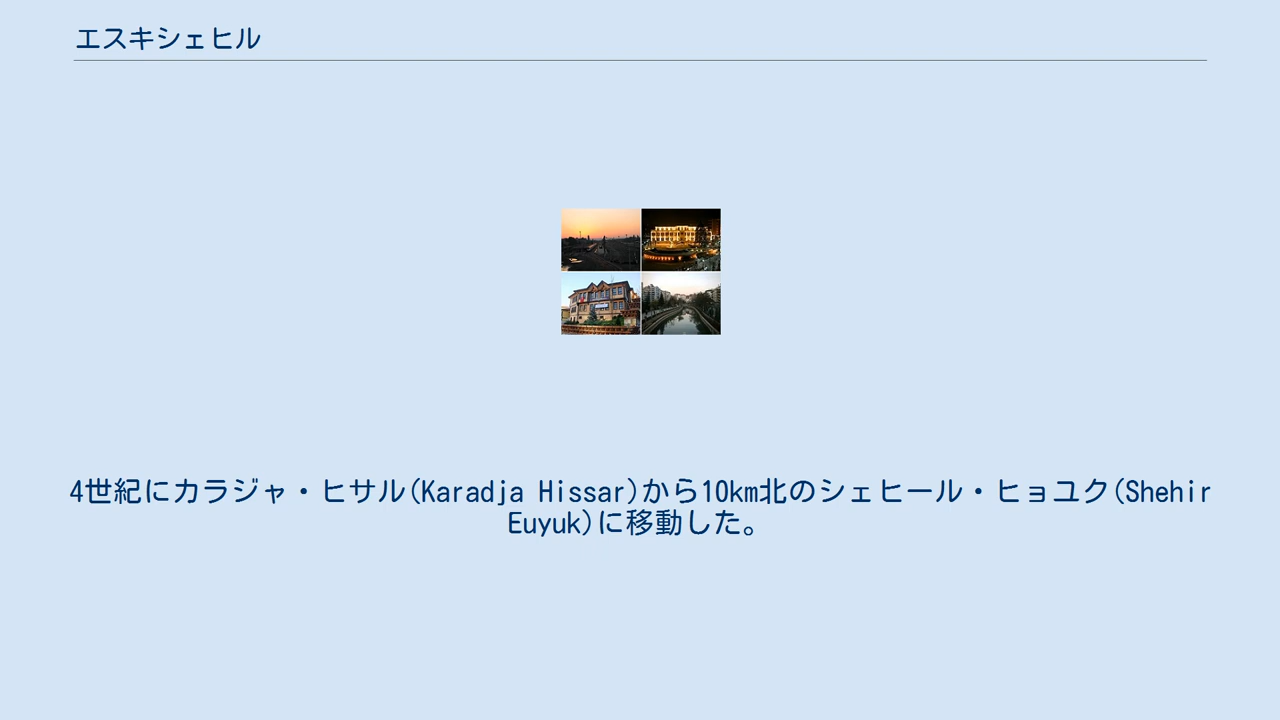 エスキシェヒル
4世紀にカラジャ・ヒサル(Karadja Hissar)から10km北のシェヒール・ヒョユク(Shehir
Euyuk)に移動した。